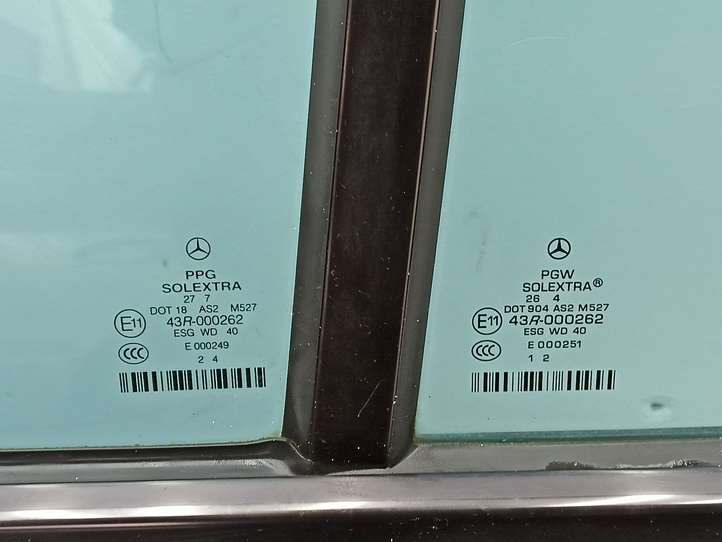 PPG
SOLEXTRA
27 7
DOT 18 AS2 M527
E11 43R-000262
ESG WD 40
CCC E 000249
2 4
PGW
SOLEXTRA®
26 4
DOT 904 AS2 M527
E11 43R-000262
ESG WD 40
CCC E 000251
1 2